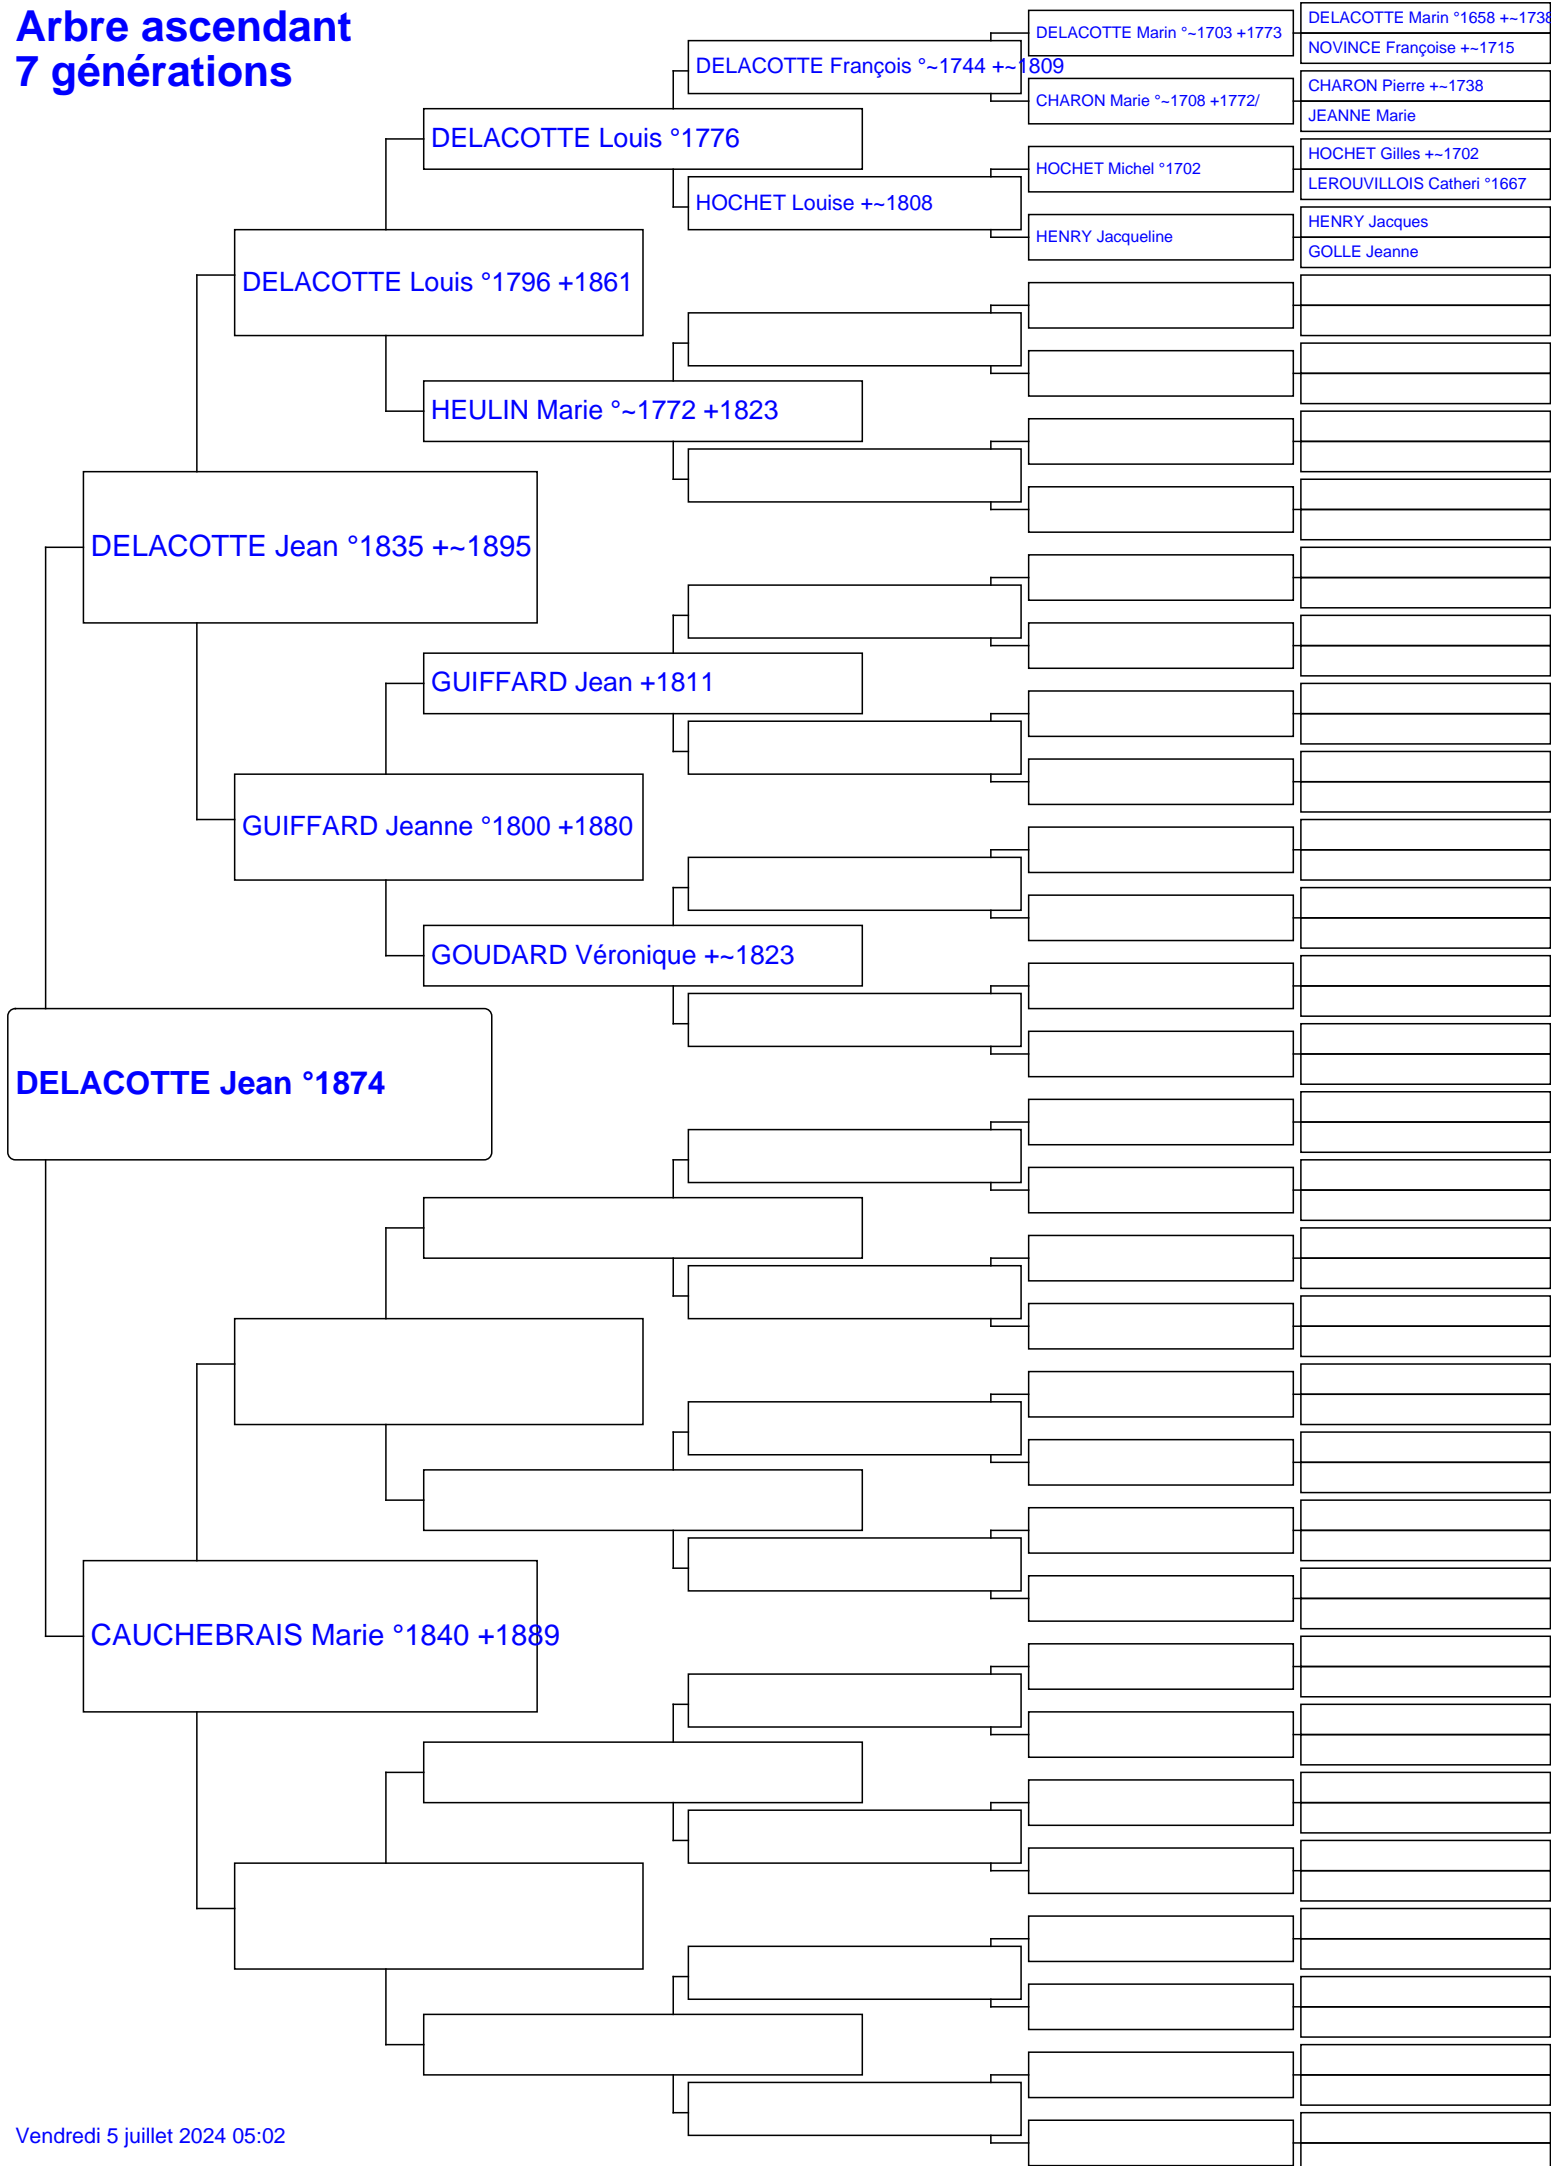 Arbre ascendant
7 générations
DELACOTTE Marin °1658 +~1738
DELACOTTE Marin °~1703 +1773
NOVINCE Françoise +~1715
DELACOTTE François °~1744 +~1809
CHARON Pierre +~1738
CHARON Marie °~1708 +1772/
JEANNE Marie
DELACOTTE Louis °1776
HOCHET Gilles +~1702
HOCHET Michel °1702
LEROUVILLOIS Catheri °1667
HOCHET Louise +~1808
HENRY Jacques
HENRY Jacqueline
GOLLE Jeanne
DELACOTTE Louis °1796 +1861
HEULIN Marie °~1772 +1823
DELACOTTE Jean °1835 +~1895
GUIFFARD Jean +1811
GUIFFARD Jeanne °1800 +1880
GOUDARD Véronique +~1823
DELACOTTE Jean °1874
CAUCHEBRAIS Marie °1840 +1889
Vendredi 5 juillet 2024 05:02